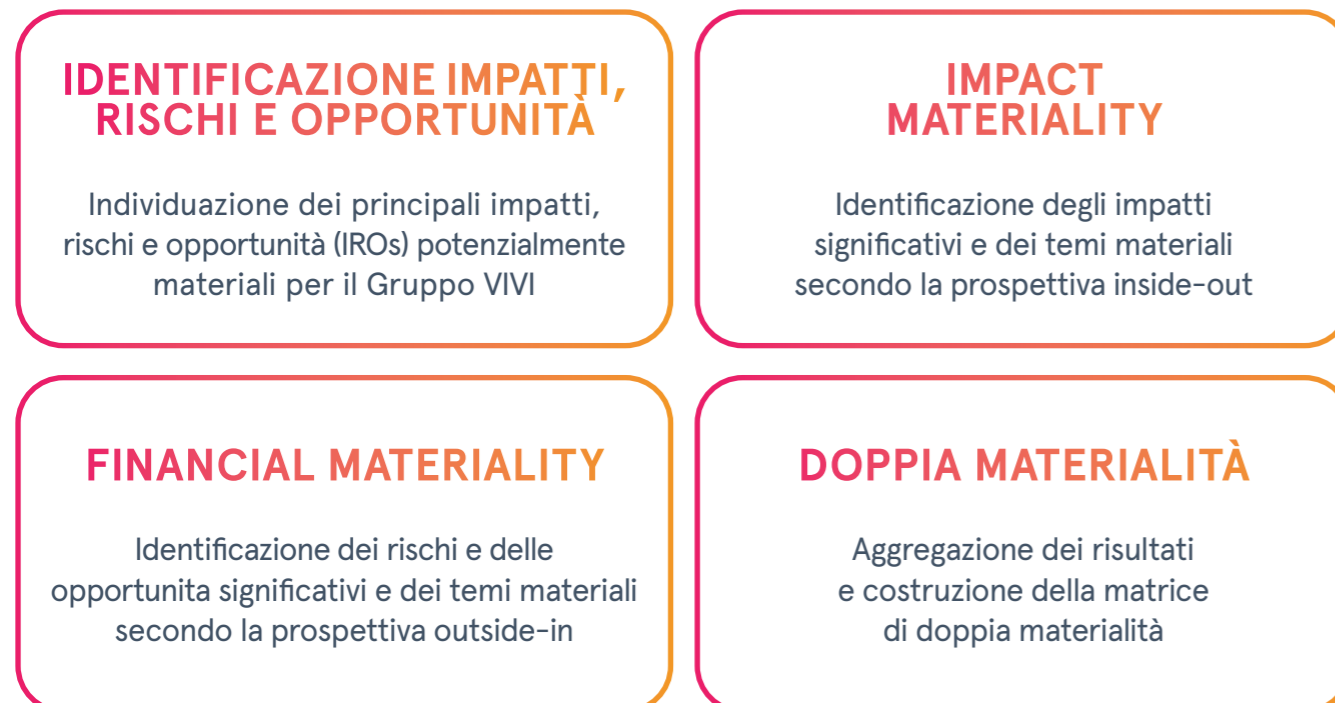 IDENTIFICAZIONE IMPATTI,
RISCHI E OPPORTUNITÀ
Individuazione dei principali impatti,
rischi e opportunità (IROs) potenzialmente
materiali per il Gruppo VIVI
IMPACT
MATERIALITY
Identificazione degli impatti
significativi e dei temi materiali
secondo la prospettiva inside-out
FINANCIAL MATERIALITY
Identificazione dei rischi e delle
opportunita significativi e dei temi materiali
secondo la prospettiva outside-in
DOPPIA MATERIALITÀ
Aggregazione dei risultati
e costruzione della matrice
di doppia materialità